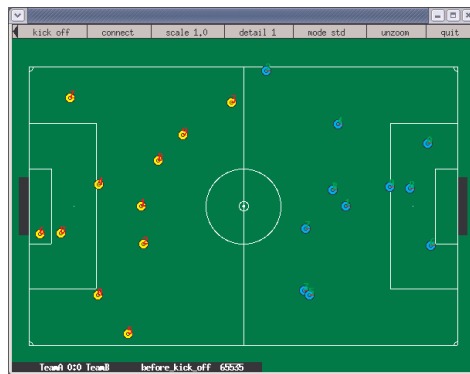 kick off connect scale 1.0 detail 1 mode std unzoom quit
TeamA 0:0 TeamB before_kick_off 65535